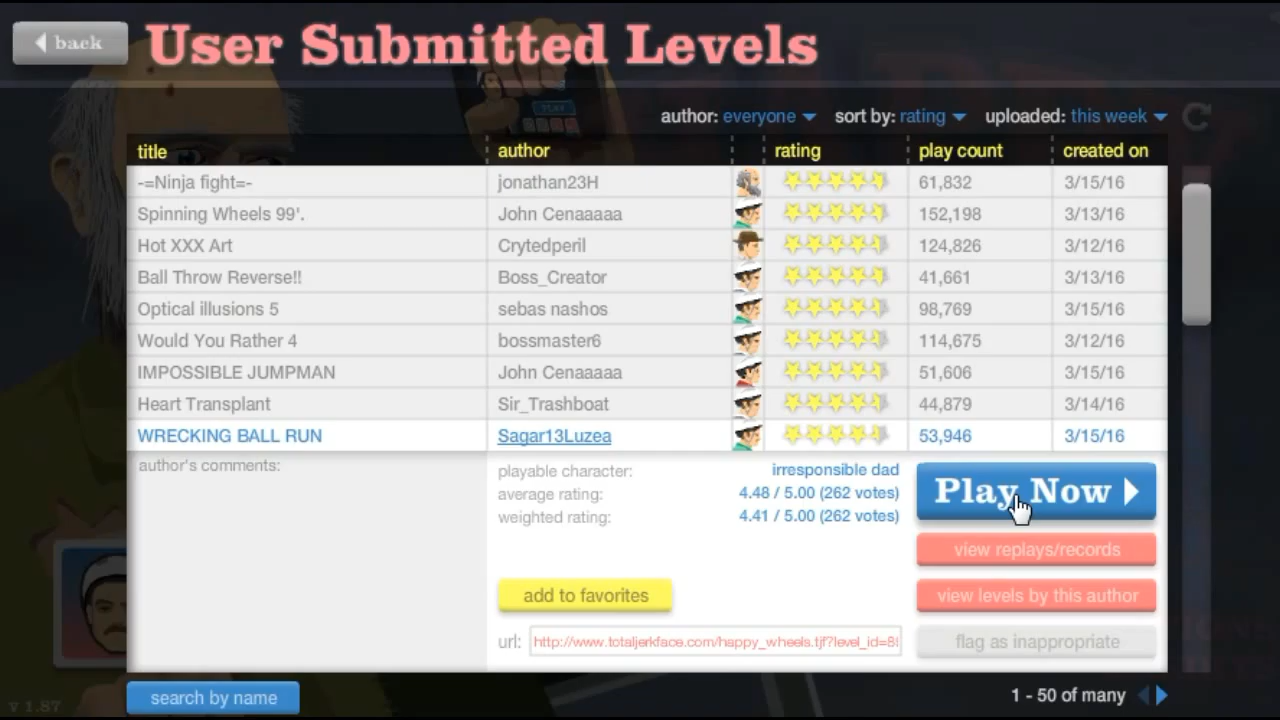 back
User Submitted Levels
author: everyone sort by: rating uploaded: this week
title author rating play count created on
-=Ninja fight=- jonathan23H 61,832 3/15/16
Spinning Wheels 99'. John Cenaaaaa 152,198 3/13/16
Hot XXX Art Crytedperil 124,826 3/12/16
Ball Throw Reverse!! Boss_Creator 41,661 3/13/16
Optical illusions 5 sebas nashos 98,769 3/15/16
Would You Rather 4 bossmaster6 114,675 3/12/16
IMPOSSIBLE JUMPMAN John Cenaaaaa 51,606 3/15/16
Heart Transplant Sir_Trashboat 44,879 3/14/16
WRECKING BALL RUN Sagar13Luzea 53,946 3/15/16
author's comments:
playable character: irresponsible dad
average rating: 4.48 / 5.00 (262 votes)
weighted rating: 4.41 / 5.00 (262 votes)
Play Now
view replays/records
add to favorites
view levels by this author
url: http://www.totaljerkface.com/happy_wheels.tjf?level_id=8
flag as inappropriate
v 1.87
search by name
1 - 50 of many